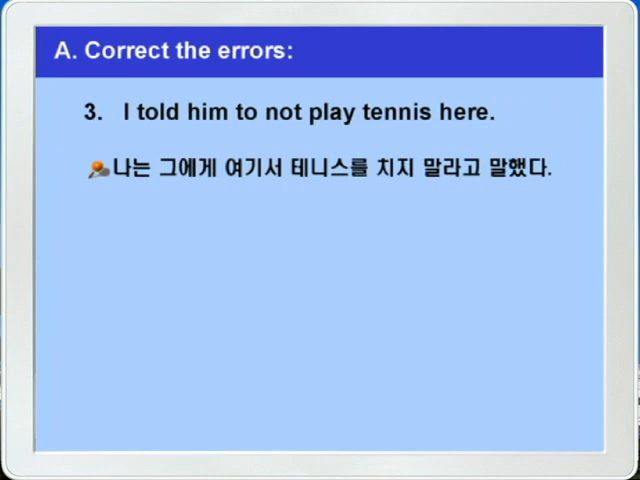 A. Correct the errors:
3. I told him to not play tennis here.
나는 그에게 여기서 테니스를 치지 말라고 말했다.